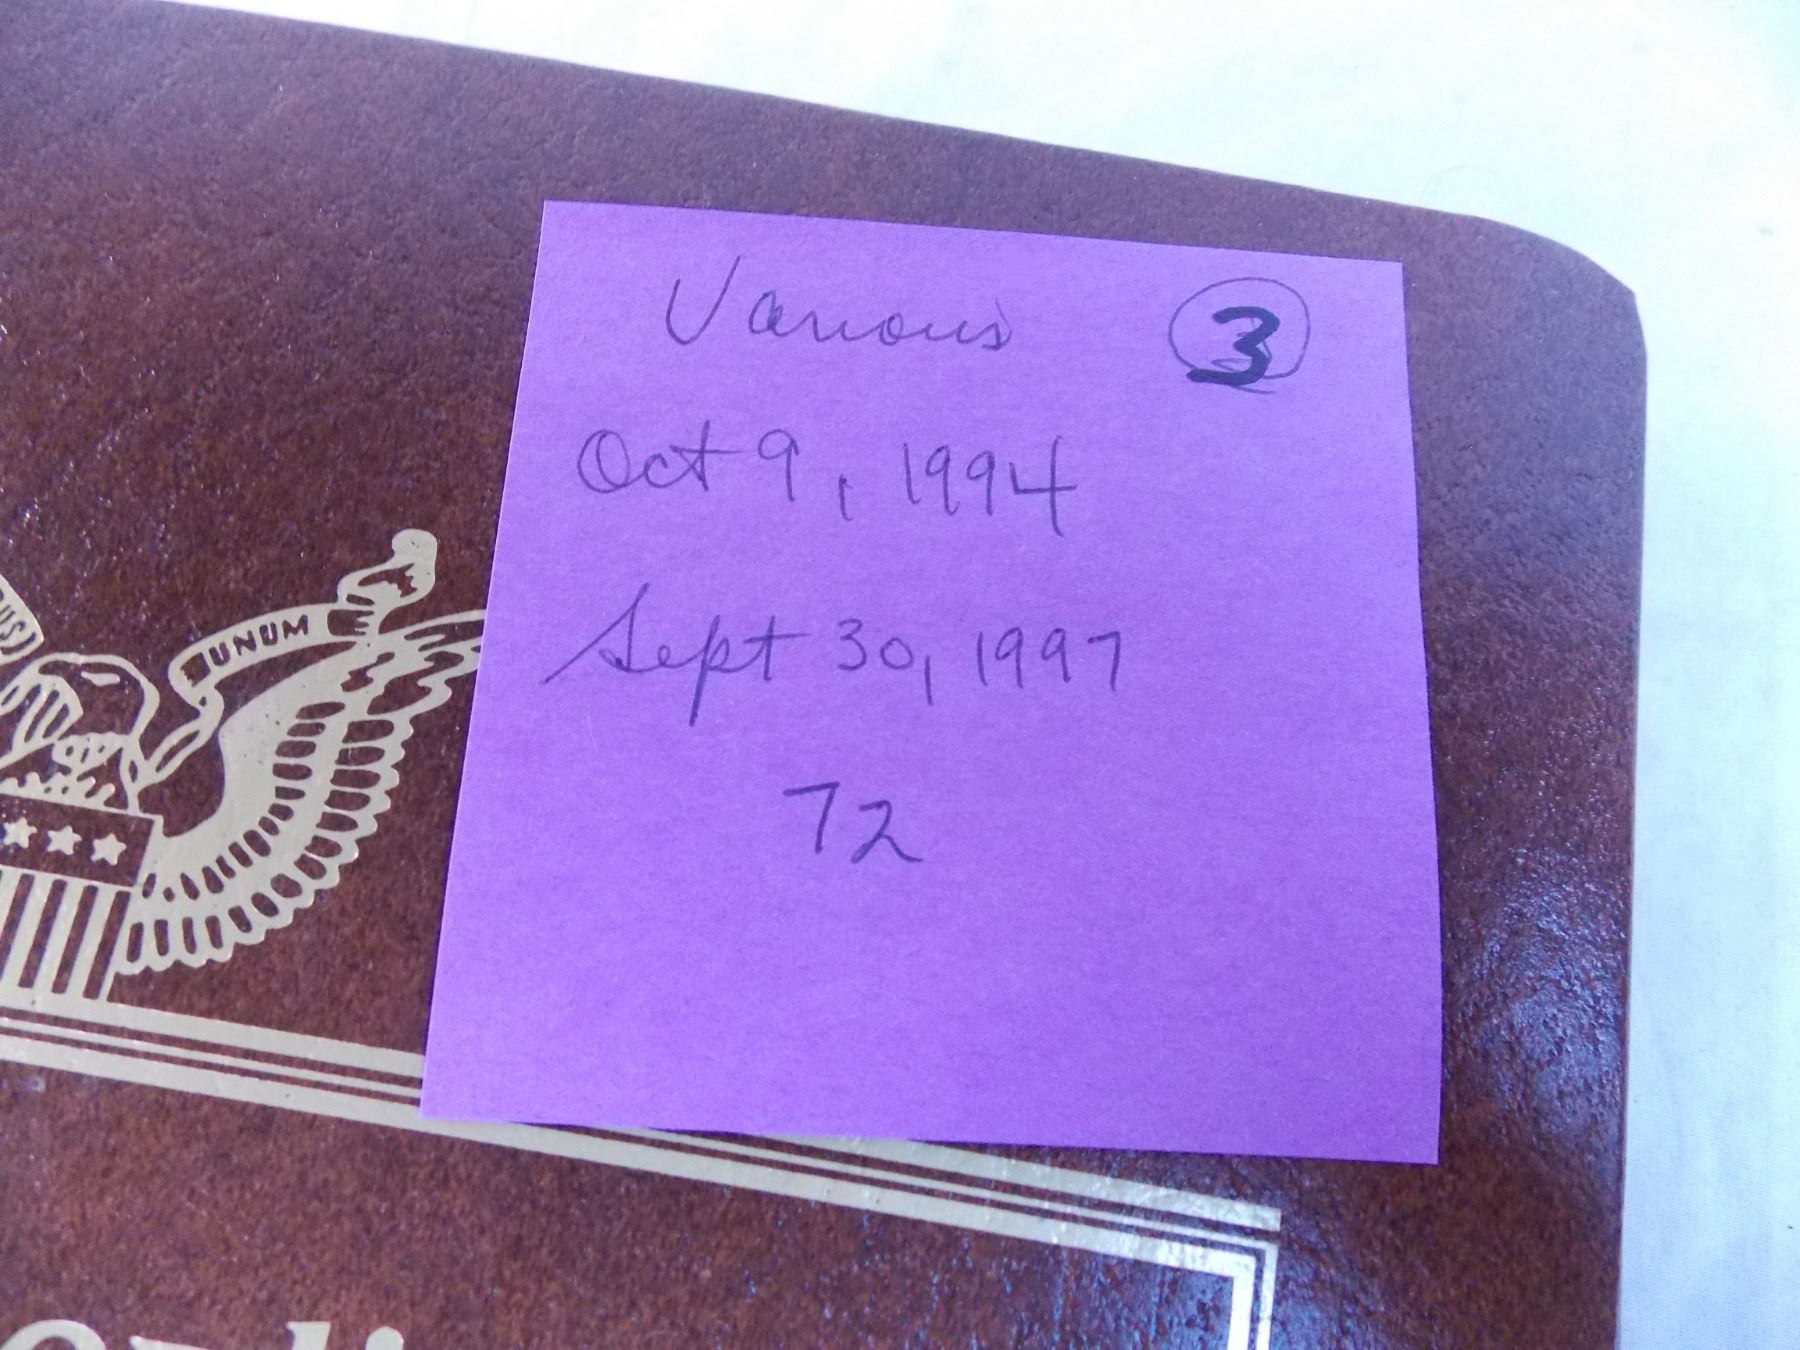 Various 3
Oct 9, 1994
Sept 30, 1997
72
UNUM